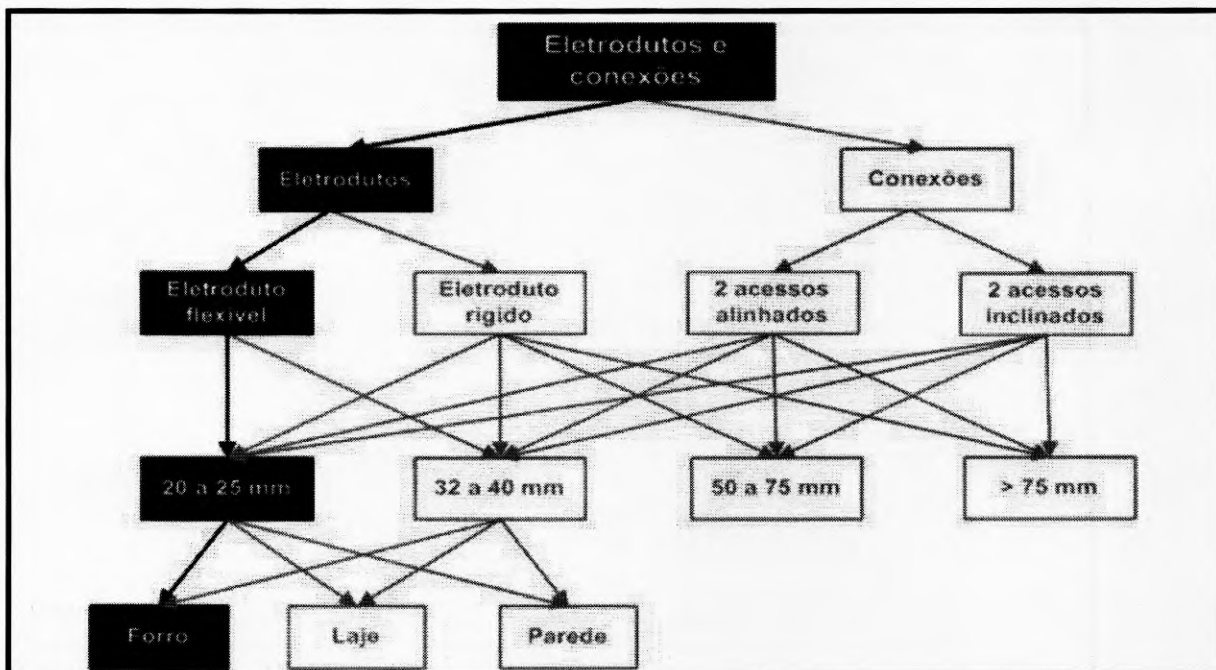 Eletrodutos e
conexões
Eletrodutos
Conexões
Eletroduto
flexível
Eletroduto
rígido
2 acessos
alinhados
2 acessos
inclinados
20 a 25 mm
32 a 40 mm
50 a 75 mm
> 75 mm
Forro
Laje
Parede